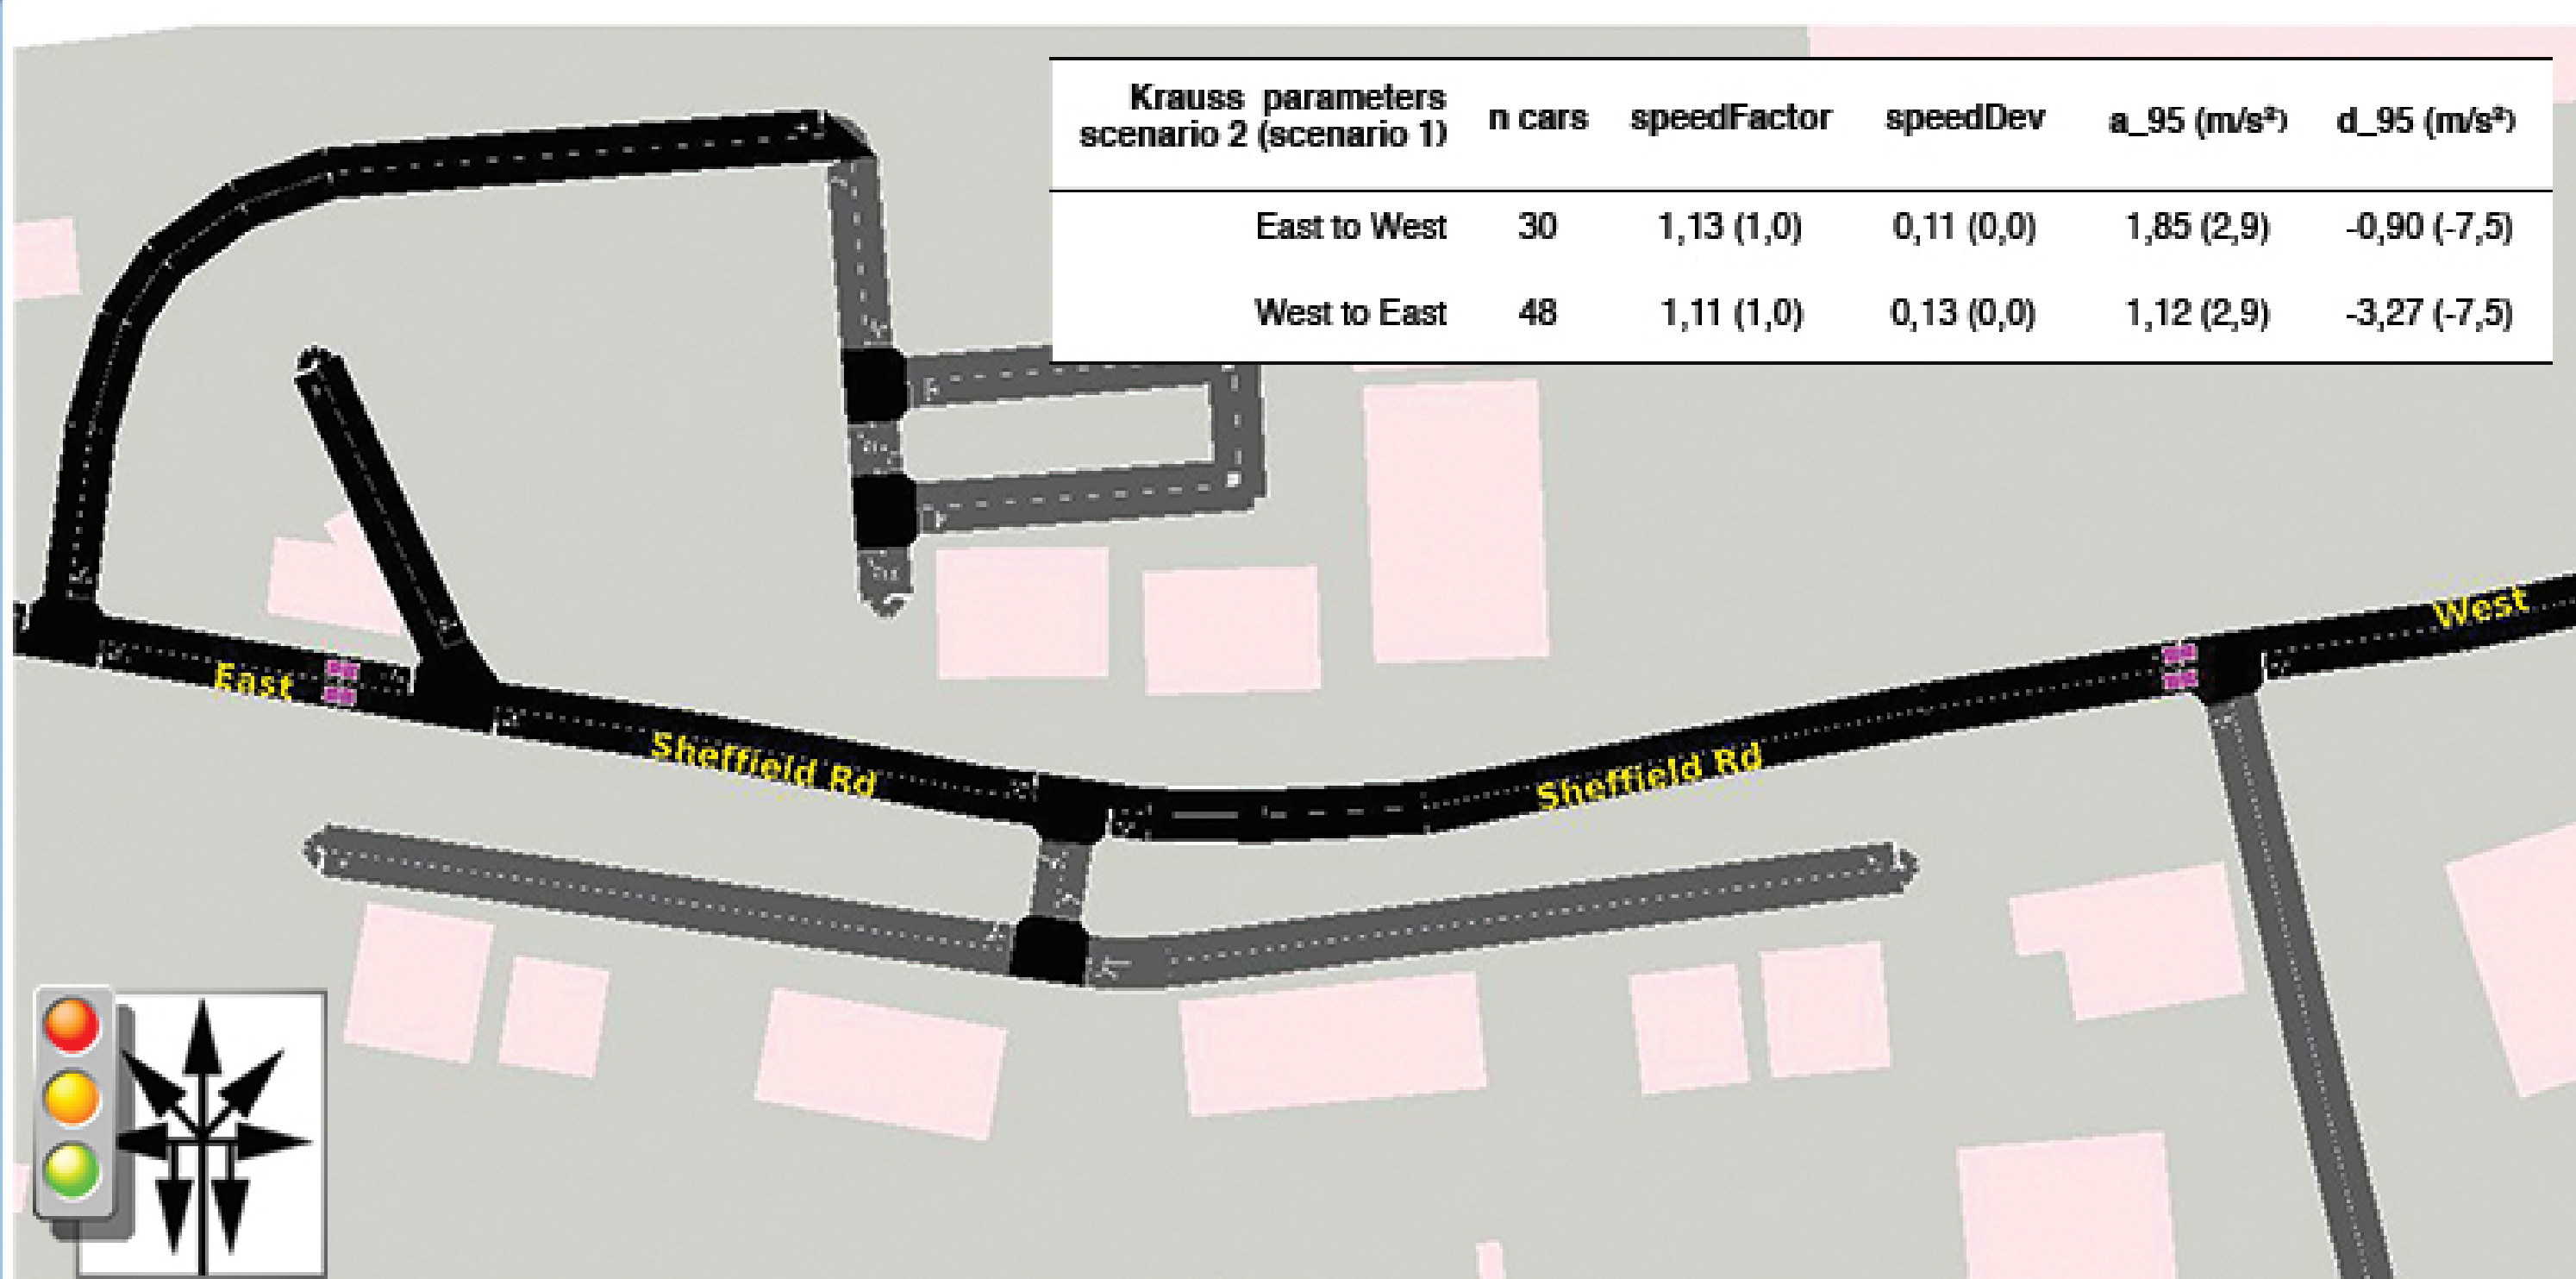 Krauss parameters
scenario 2 (scenario 1) n cars speedFactor speedDev a_95 (m/s²) d_95 (m/s²)
East to West 30 1,13 (1,0) 0,11 (0,0) 1,85 (2,9) -0,90 (-7,5)
West to East 48 1,11 (1,0) 0,13 (0,0) 1,12 (2,9) -3,27 (-7,5)
West
East
Sheffield Rd
Sheffield Rd